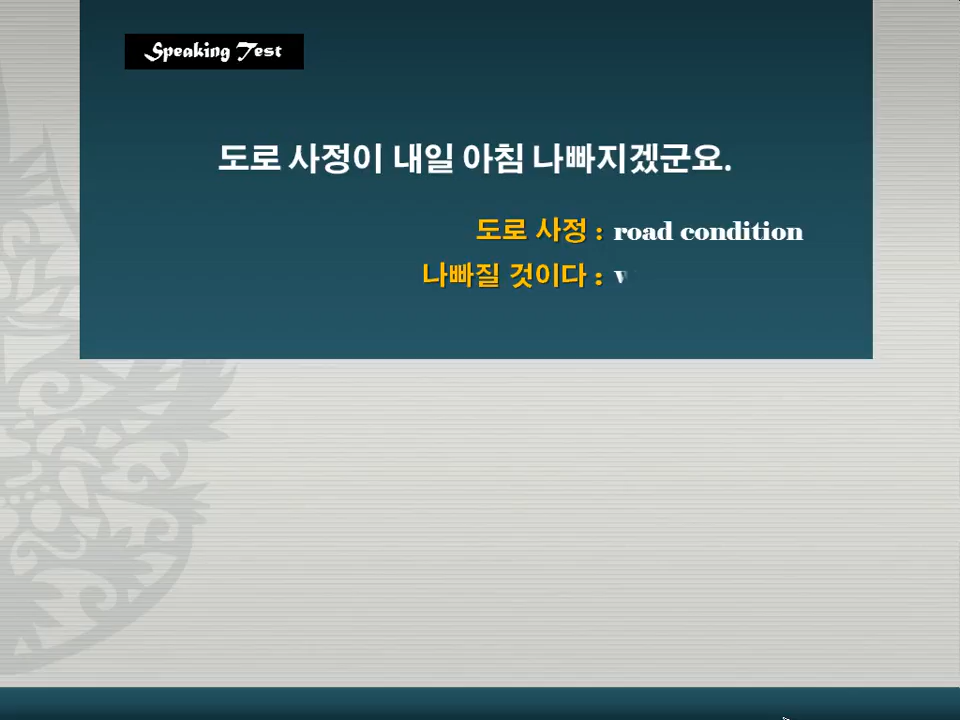 Speaking Test
도로 사정이 내일 아침 나빠지겠군요.
도로 사정 : road condition
나빠질 것이다 :